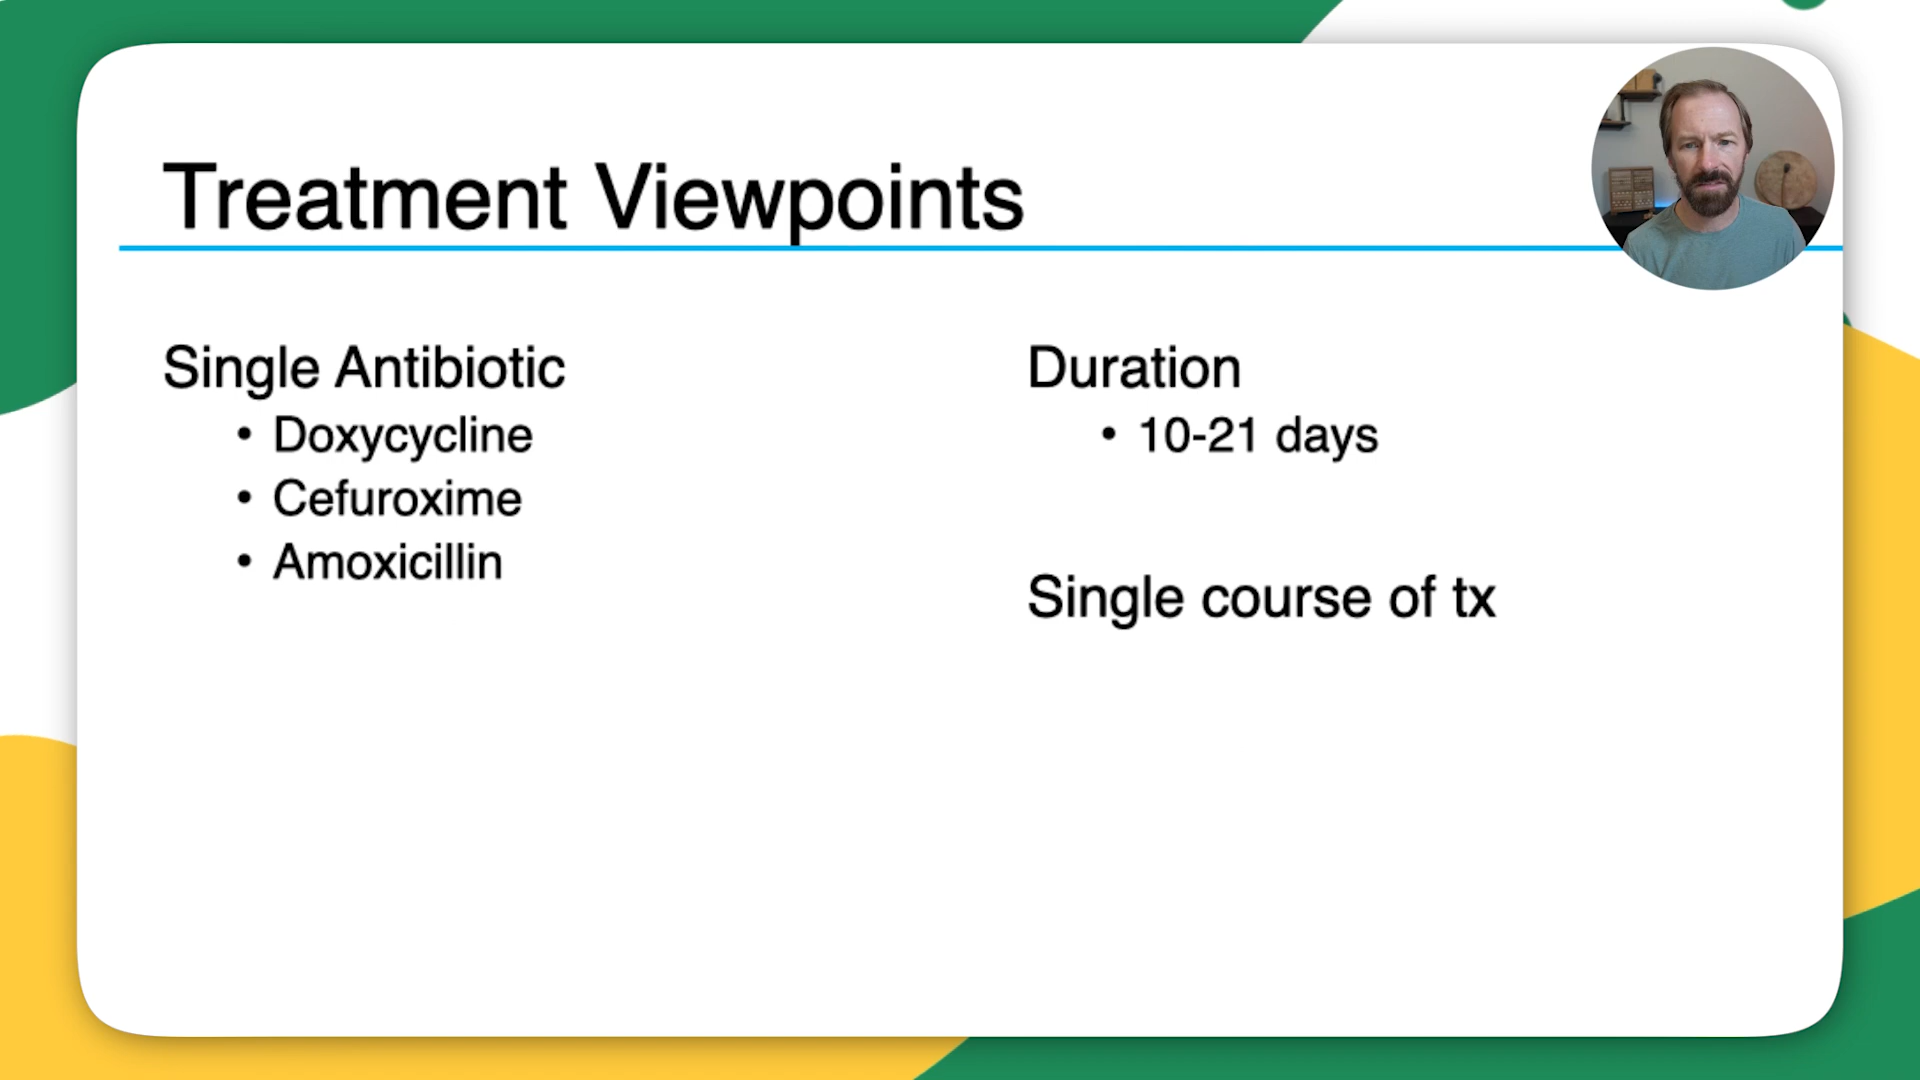 Treatment Viewpoints
Single Antibiotic
• Doxycycline
• Cefuroxime
• Amoxicillin
Duration
• 10-21 days
Single course of tx